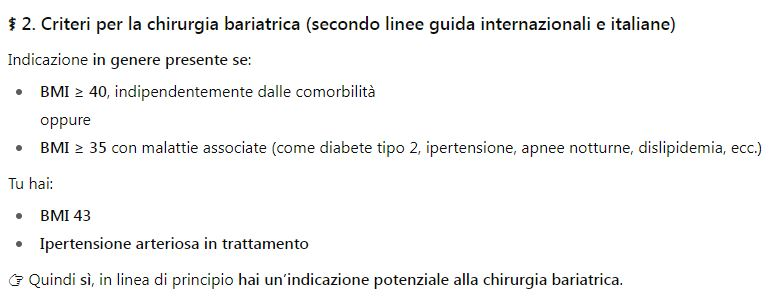 ⚕ 2. Criteri per la chirurgia bariatrica (secondo linee guida internazionali e italiane)
Indicazione in genere presente se:
• BMI ≥ 40, indipendentemente dalle comorbilità
oppure
• BMI ≥ 35 con malattie associate (come diabete tipo 2, ipertensione, apnee notturne, dislipidemia, ecc.)
Tu hai:
• BMI 43
• Ipertensione arteriosa in trattamento
👉 Quindi sì, in linea di principio hai un’indicazione potenziale alla chirurgia bariatrica.